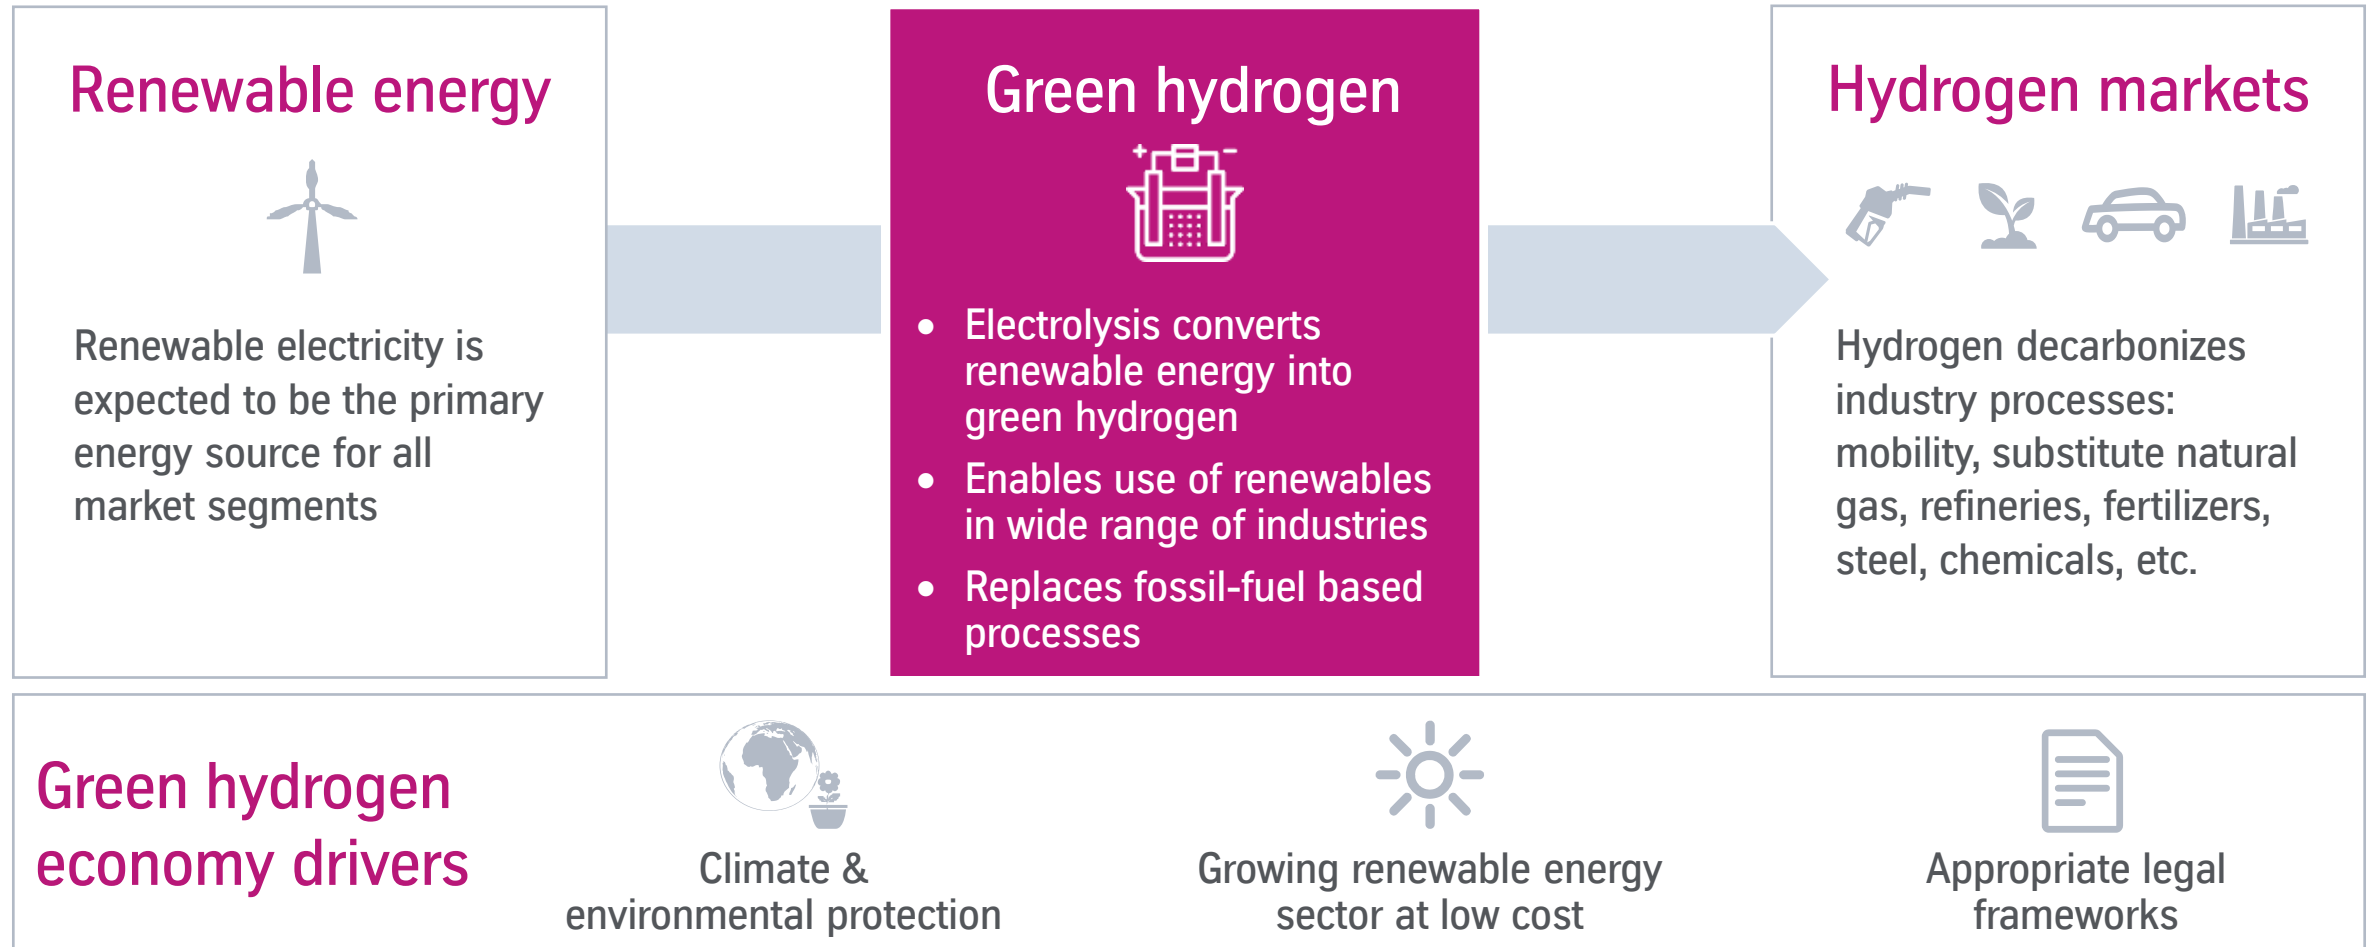 Renewable energy
Renewable electricity is
expected to be the primary
energy source for all
market segments
Green hydrogen
+ −
• Electrolysis converts
renewable energy into
green hydrogen
• Enables use of renewables
in wide range of industries
• Replaces fossil-fuel based
processes
Hydrogen markets
Hydrogen decarbonizes
industry processes:
mobility, substitute natural
gas, refineries, fertilizers,
steel, chemicals, etc.
Green hydrogen
economy drivers
Climate &
environmental protection
Growing renewable energy
sector at low cost
Appropriate legal
frameworks